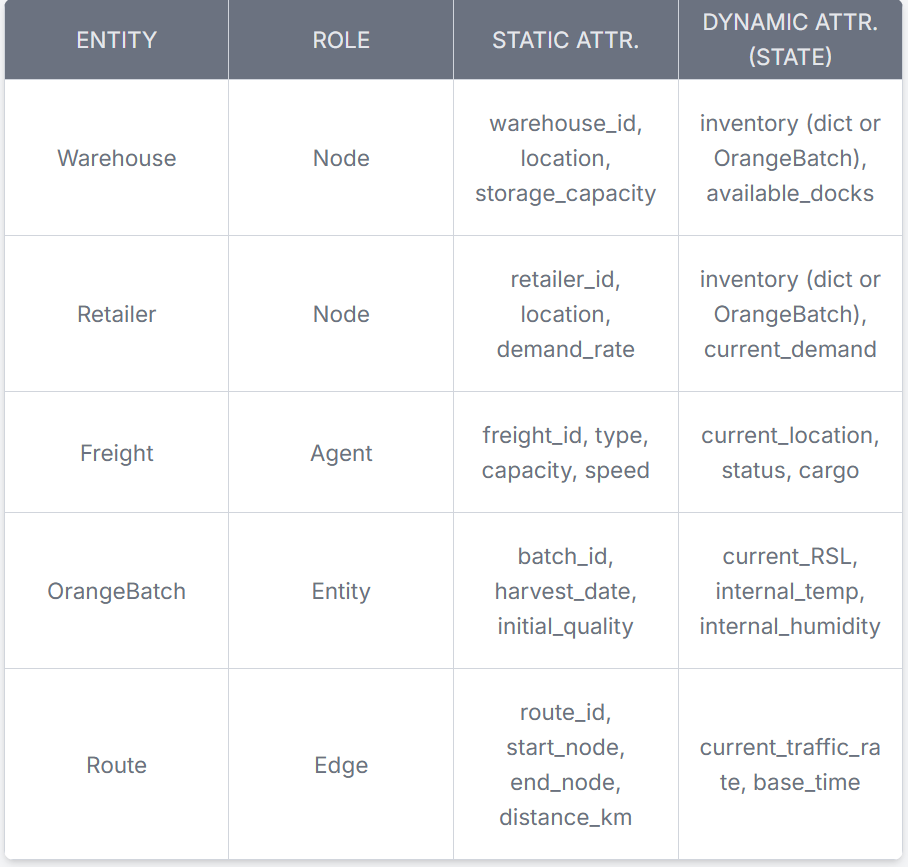 ENTITY
ROLE
STATIC ATTR.
DYNAMIC ATTR.
(STATE)
Warehouse
Node
warehouse_id,
location,
storage_capacity
inventory (dict or
OrangeBatch),
available_docks
Retailer
Node
retailer_id,
location,
demand_rate
inventory (dict or
OrangeBatch),
current_demand
Freight
Agent
freight_id, type,
capacity, speed
current_location,
status, cargo
OrangeBatch
Entity
batch_id,
harvest_date,
initial_quality
current_RSL,
internal_temp,
internal_humidity
Route
Edge
route_id,
start_node,
end_node,
distance_km
current_traffic_ra
te, base_time